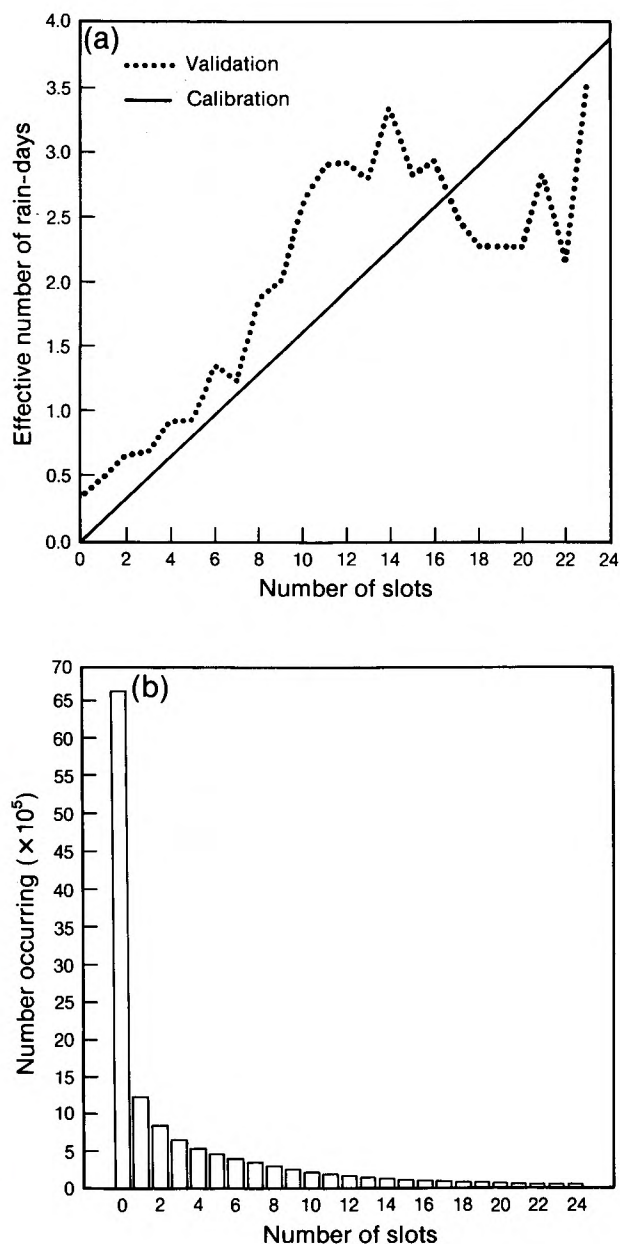 (a)
Validation
Calibration
Effective number of rain-days
4.0
3.5
3.0
2.5
2.0
1.5
1.0
0.5
0.0
0 2 4 6 8 10 12 14 16 18 20 22 24
Number of slots
(b)
Number occurring (×10⁵)
70
65
60
55
50
45
40
35
30
25
20
15
10
5
0
0 2 4 6 8 10 12 14 16 18 20 22 24
Number of slots